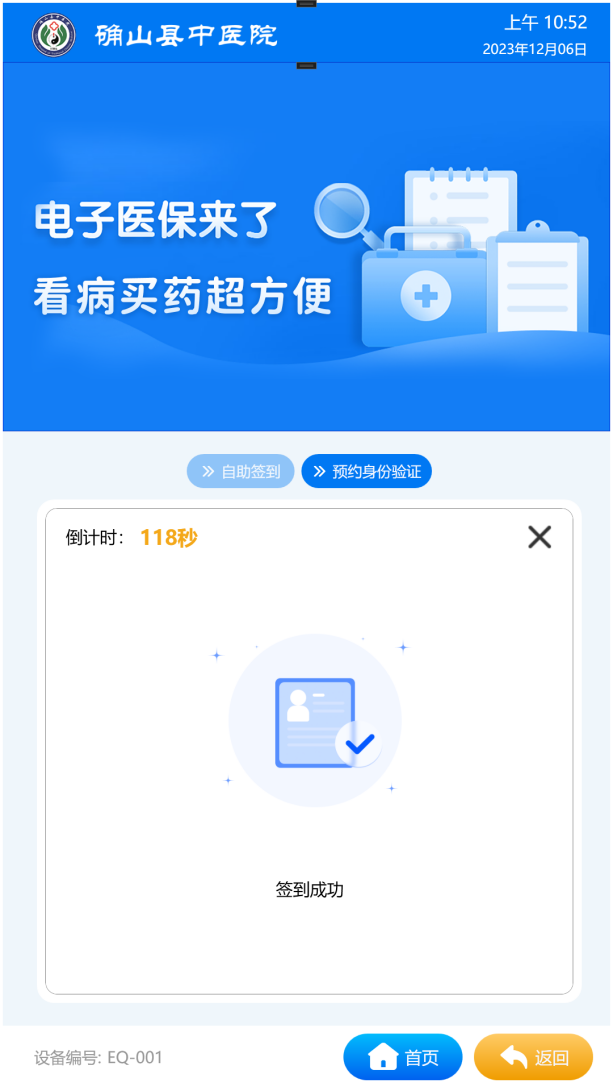 确山县中医院
上午 10:52
2023年12月06日
电子医保来了
看病买药超方便
自助签到
预约身份验证
倒计时： 118秒
签到成功
设备编号: EQ-001
首页
返回